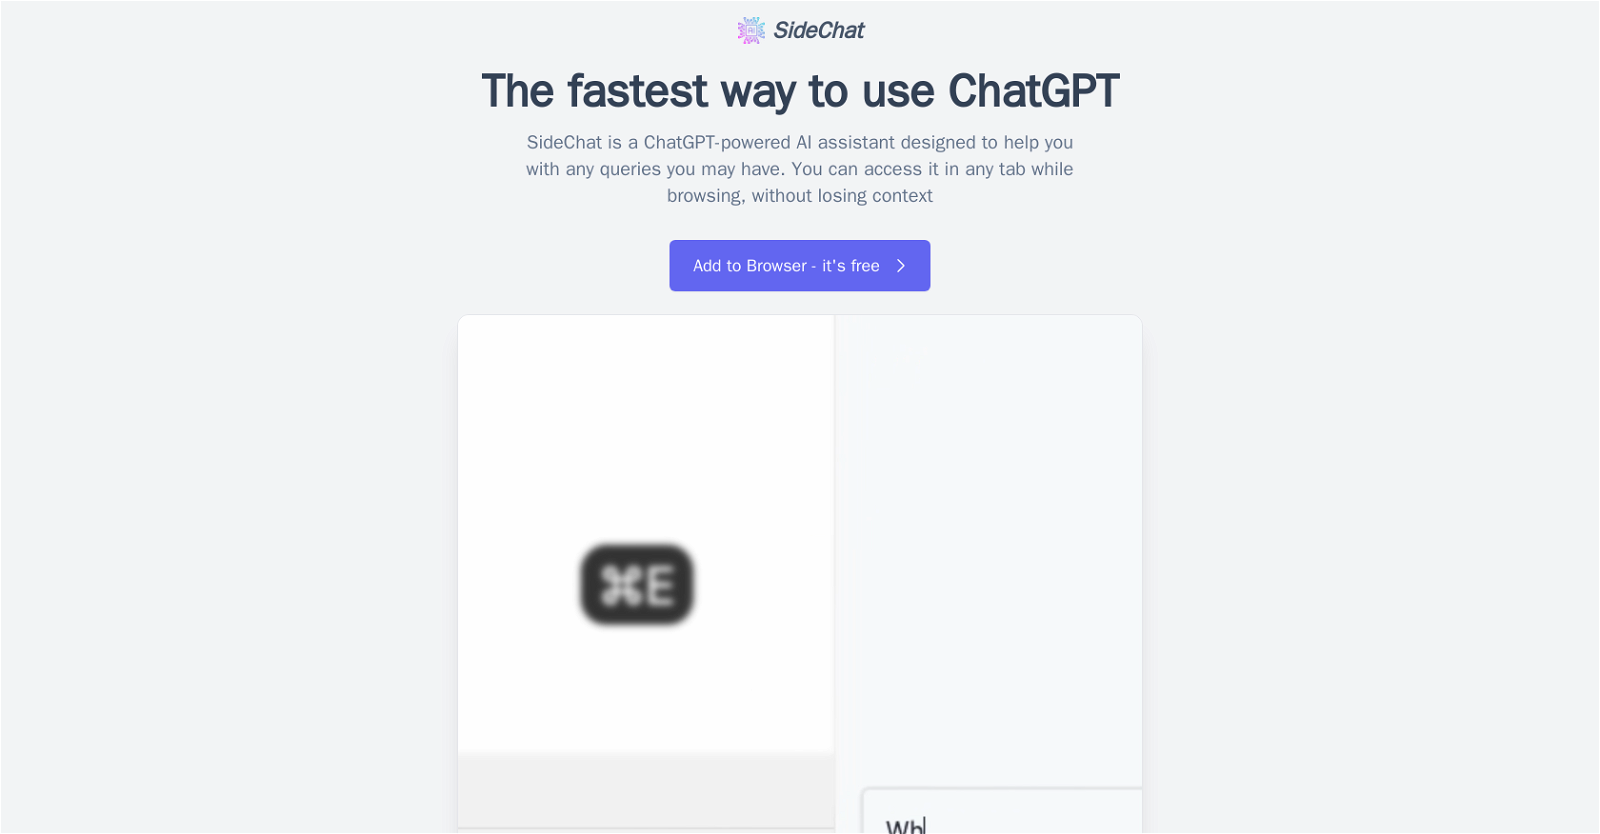 SideChat
The fastest way to use ChatGPT
SideChat is a ChatGPT-powered AI assistant designed to help you
with any queries you may have. You can access it in any tab while
browsing, without losing context
Add to Browser - it's free
⌘E
Wh